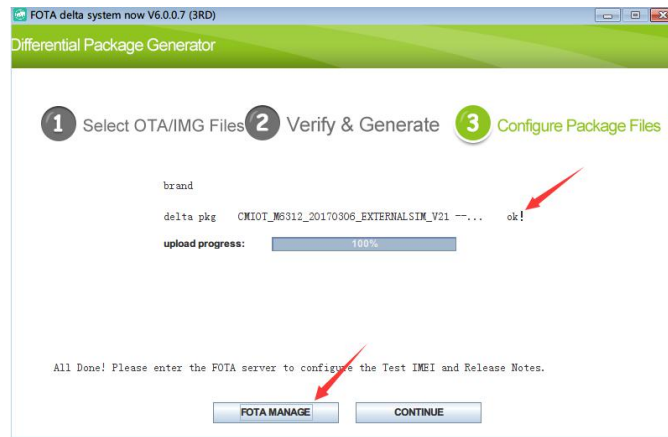 FOTA delta system now V6.0.0.7 (3RD)
Differential Package Generator
1 Select OTA/IMG Files 2 Verify & Generate 3 Configure Package Files
brand
delta pkg CMIOT_M6312_20170306_EXTERNALSIM_V21 --... ok!
upload progress: 100%
All Done! Please enter the FOTA server to configure the Test IMEI and Release Notes.
FOTA MANAGE CONTINUE